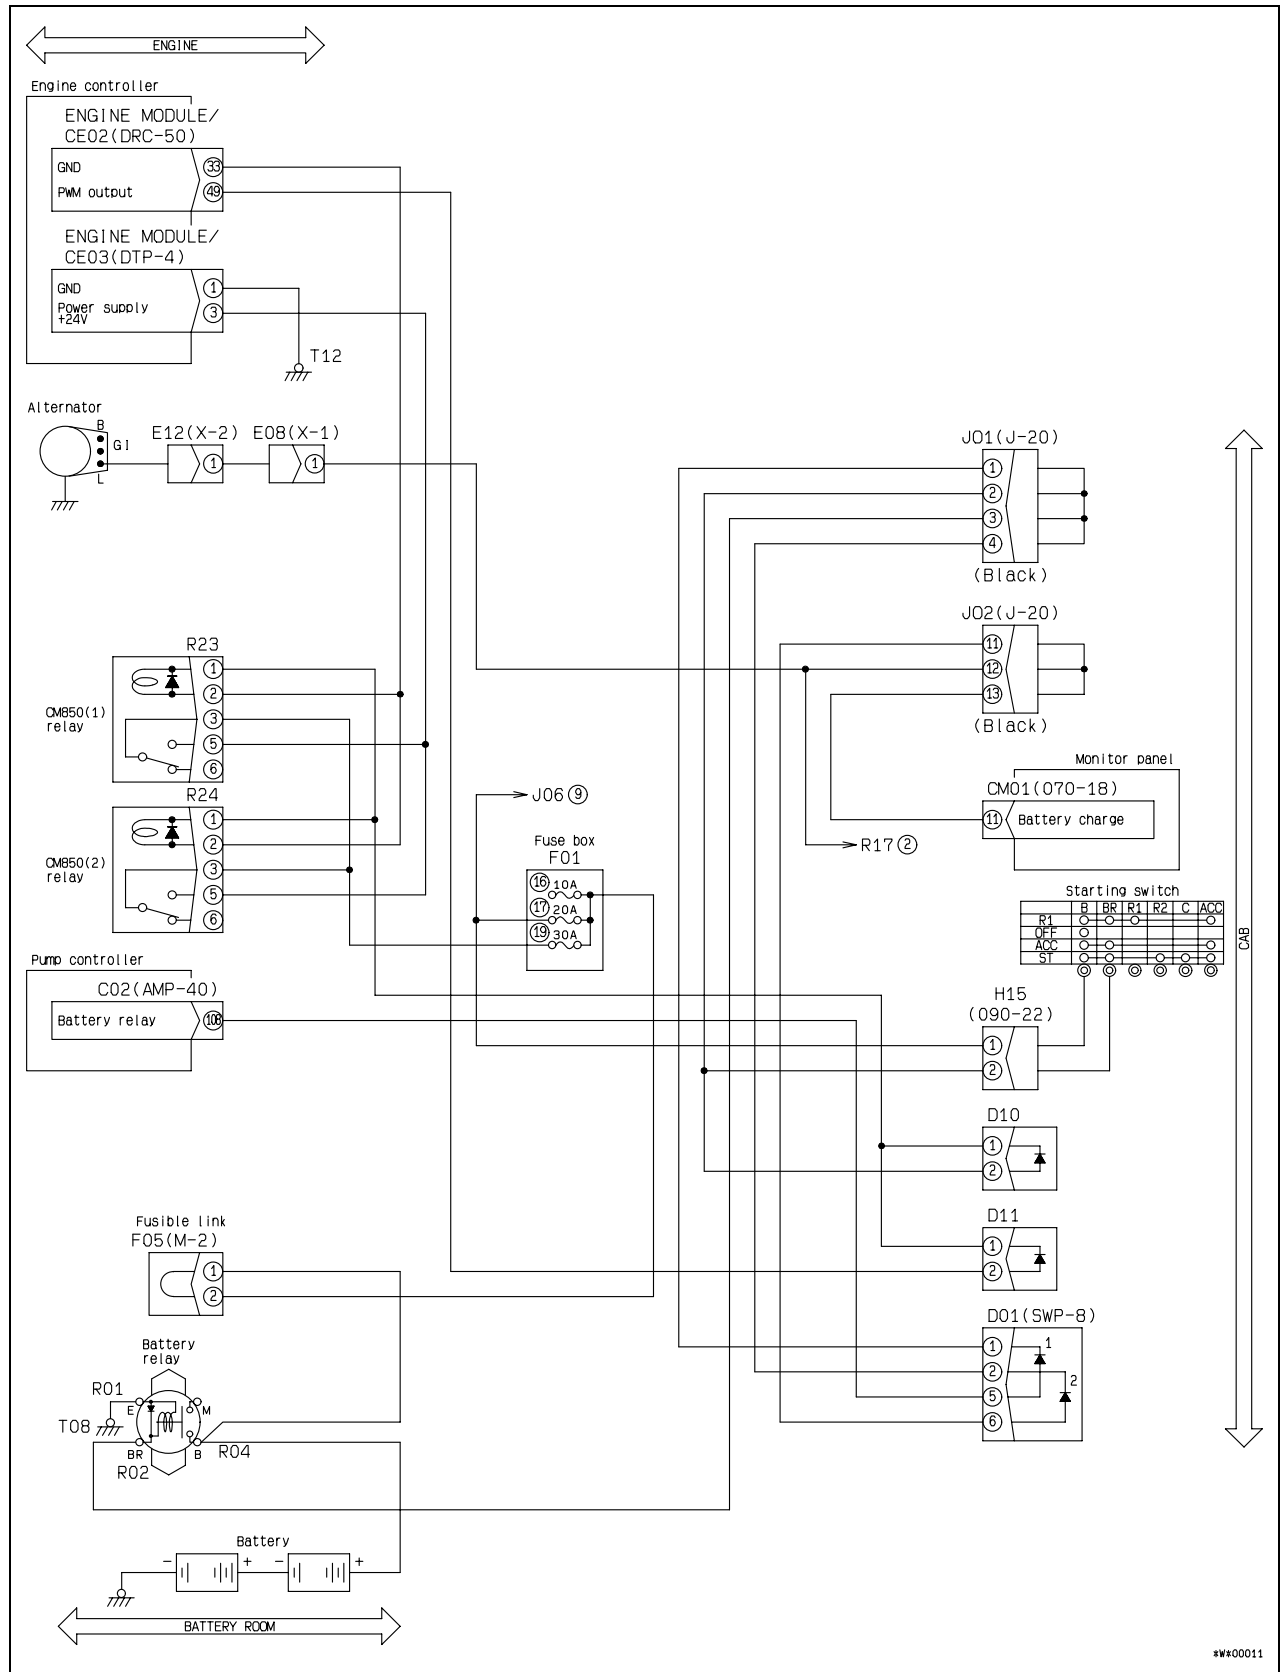 ENGINE
Engine controller
ENGINE MODULE/
CE02(DRC-50)
GND
33
PWM output
49
ENGINE MODULE/
CE03(DTP-4)
GND
1
Power supply
+24V
3
T12
Alternator
B
GI
L
E12(X-2)
1
E08(X-1)
1
J01(J-20)
1
2
3
4
(Black)
J02(J-20)
11
12
13
(Black)
R23
1
2
3
5
6
CM850(1)
relay
R24
1
2
3
5
6
CM850(2)
relay
J06 9
Fuse box
F01
16 10A
17 20A
19 30A
Monitor panel
CM01(070-18)
11 Battery charge
R17 2
Starting switch
B BR R1 R2 C ACC
R1
OFF
ACC
ST
CAB
Pump controller
C02(AMP-40)
Battery relay
108
H15
(090-22)
1
2
D10
1
2
D11
1
2
Fusible link
F05(M-2)
1
2
D01(SWP-8)
1
2
5
6
1
2
Battery
relay
R01
E
M
T08
BR
B
R04
R02
Battery
- + - +
BATTERY ROOM
*W*00011